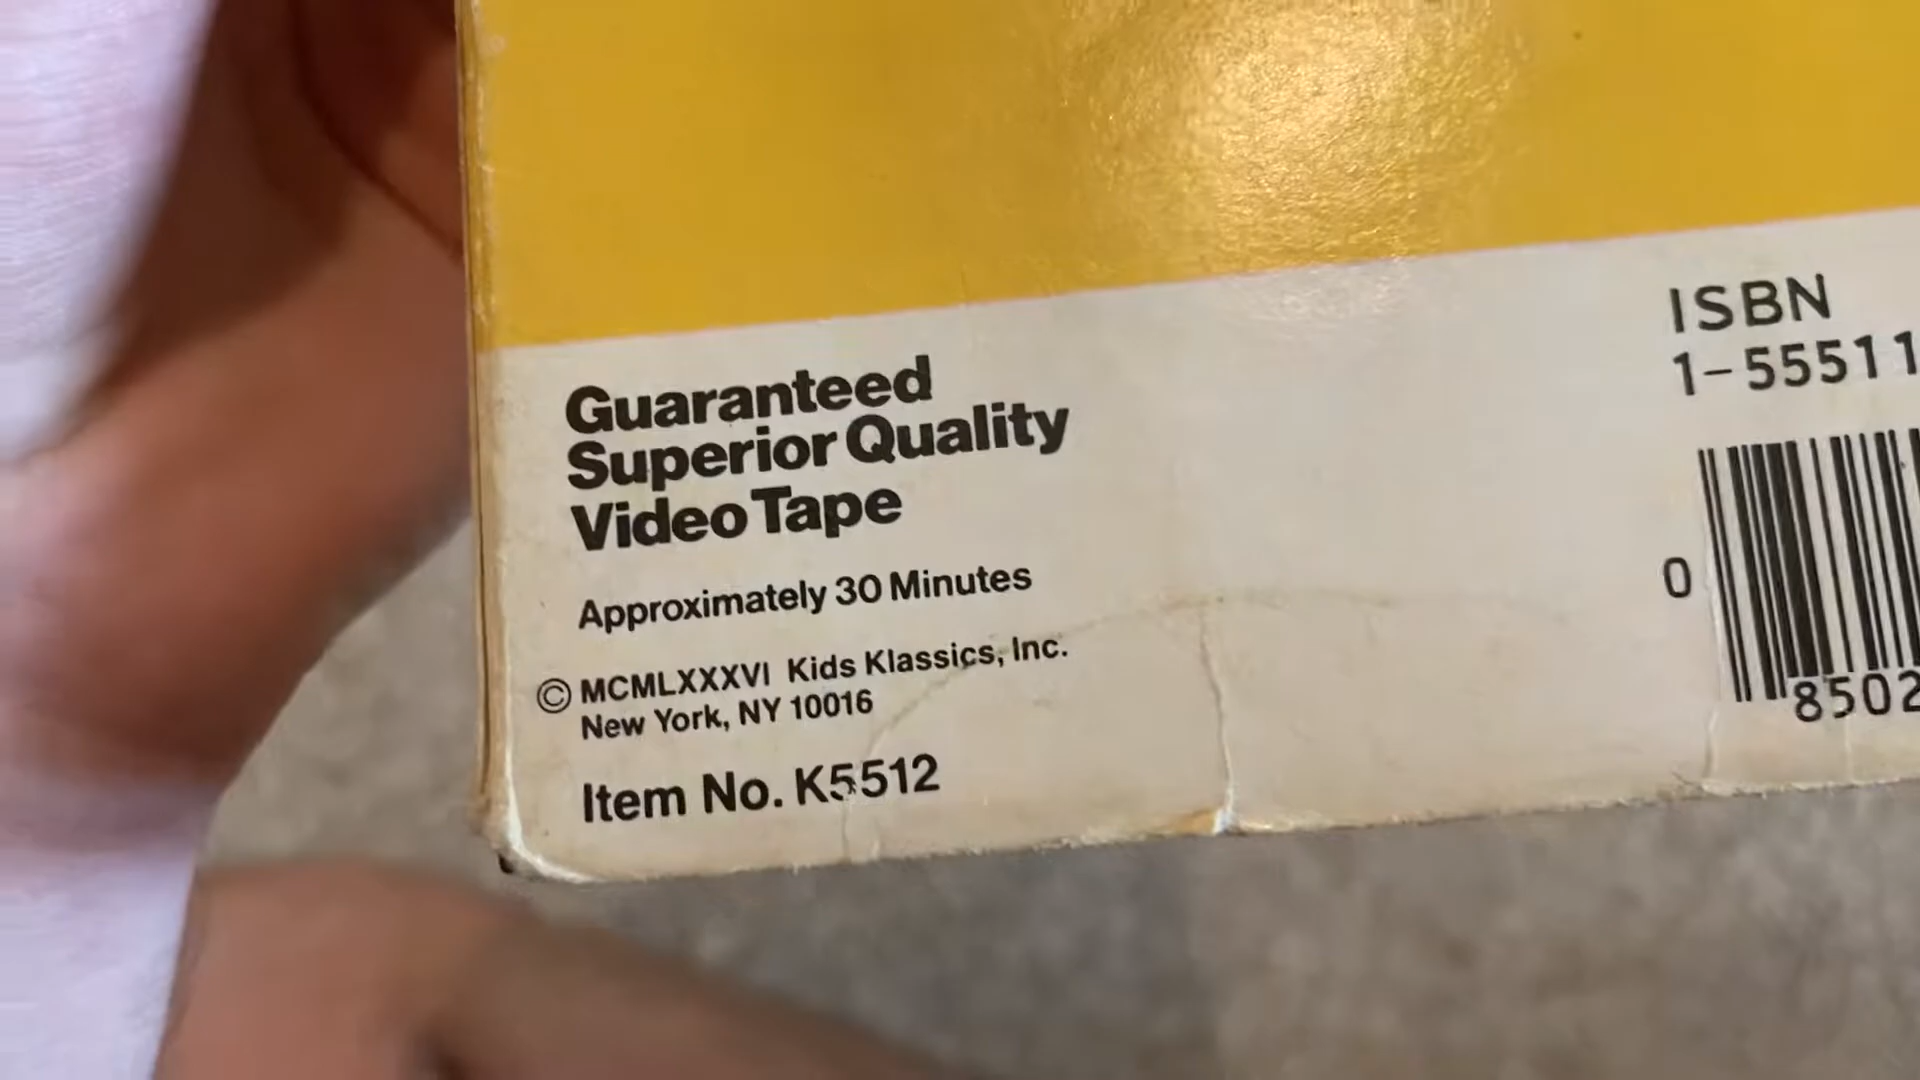 Guaranteed
Superior Quality
Video Tape
Approximately 30 Minutes
© MCMLXXXVI Kids Klassics, Inc.
New York, NY 10016
Item No. K5512
ISBN
1-55511
0
8502